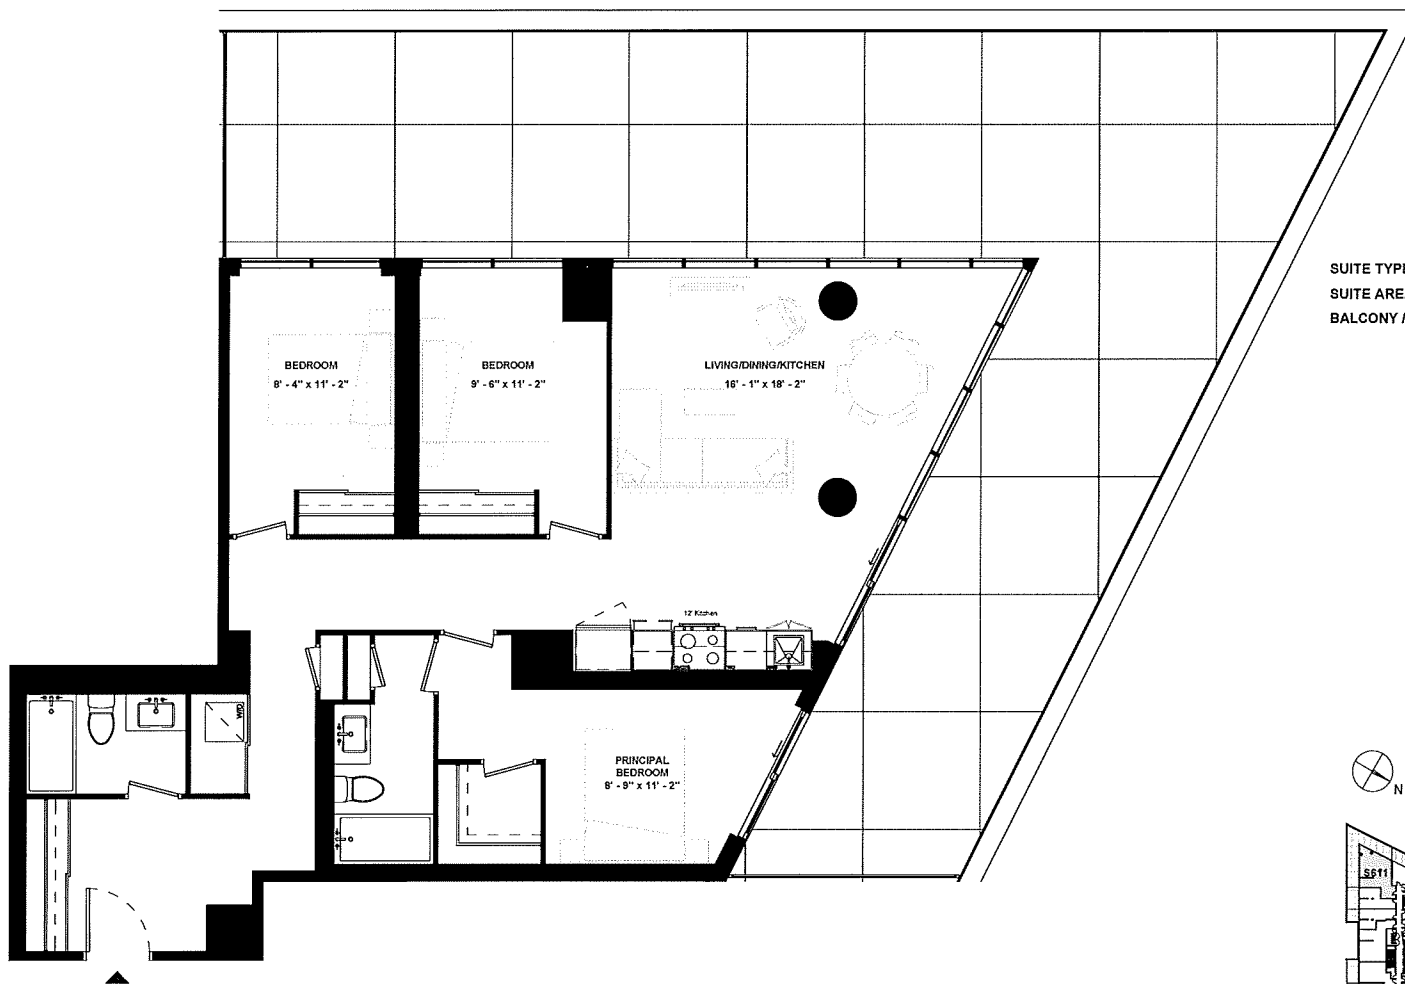 SUITE TYPE
SUITE ARE
BALCONY
BEDROOM
8' - 4" x 11' - 2"
BEDROOM
9' - 6" x 11' - 2"
LIVING/DINING/KITCHEN
16' - 1" x 18' - 2"
12' Kitchen
W/D
PRINCIPAL
BEDROOM
8' - 9" x 11' - 2"
N
S611